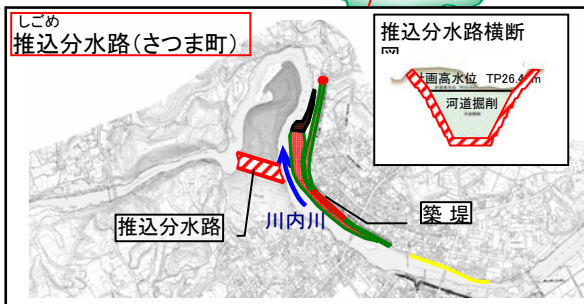 しごめ
推込分水路（さつま町）
推込分水路横断
図
計画高水位 TP26.4
河道掘削
推込分水路
川内川
築 堤